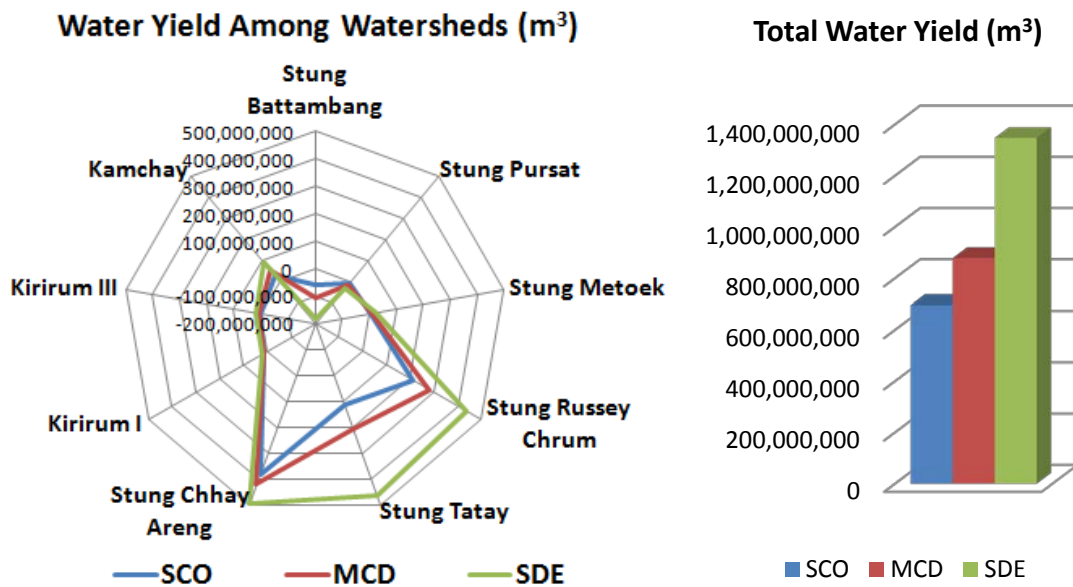 Water Yield Among Watersheds (m³)
Stung
Battambang
500,000,000
400,000,000
300,000,000
200,000,000
100,000,000
0
-100,000,000
-200,000,000
Stung Pursat
Stung Metoek
Stung Russey
Chrum
Stung Tatay
Stung Chhay
Areng
Kirirum I
Kirirum III
Kamchay
SCO MCD SDE
Total Water Yield (m³)
1,400,000,000
1,200,000,000
1,000,000,000
800,000,000
600,000,000
400,000,000
200,000,000
0
SCO MCD SDE